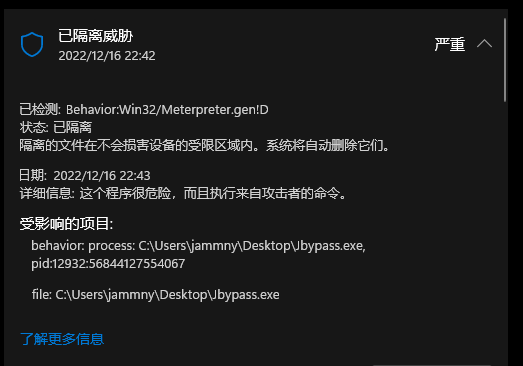 已隔离威胁
2022/12/16 22:42
严重
已检测: Behavior:Win32/Meterpreter.gen!D
状态: 已隔离
隔离的文件在不会损害设备的受限区域内。系统将自动删除它们。
日期: 2022/12/16 22:43
详细信息: 这个程序很危险，而且执行来自攻击者的命令。
受影响的项目:
behavior: process: C:\Users\jammny\Desktop\Jbypass.exe,
pid:12932:56844127554067
file: C:\Users\jammny\Desktop\Jbypass.exe
了解更多信息